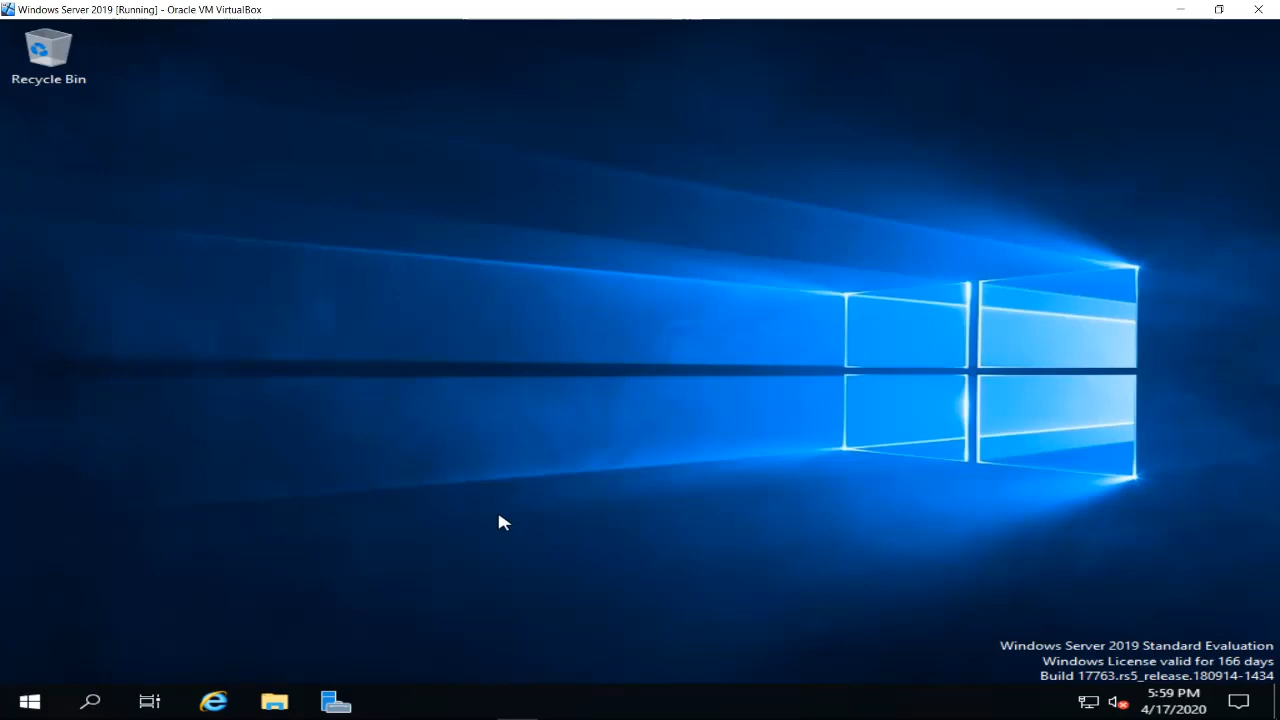 Windows Server 2019 [Running] - Oracle VM VirtualBox
Recycle Bin
Windows Server 2019 Standard Evaluation
Windows License valid for 166 days
Build 17763.rs5_release.180914-1434
5:59 PM
4/17/2020